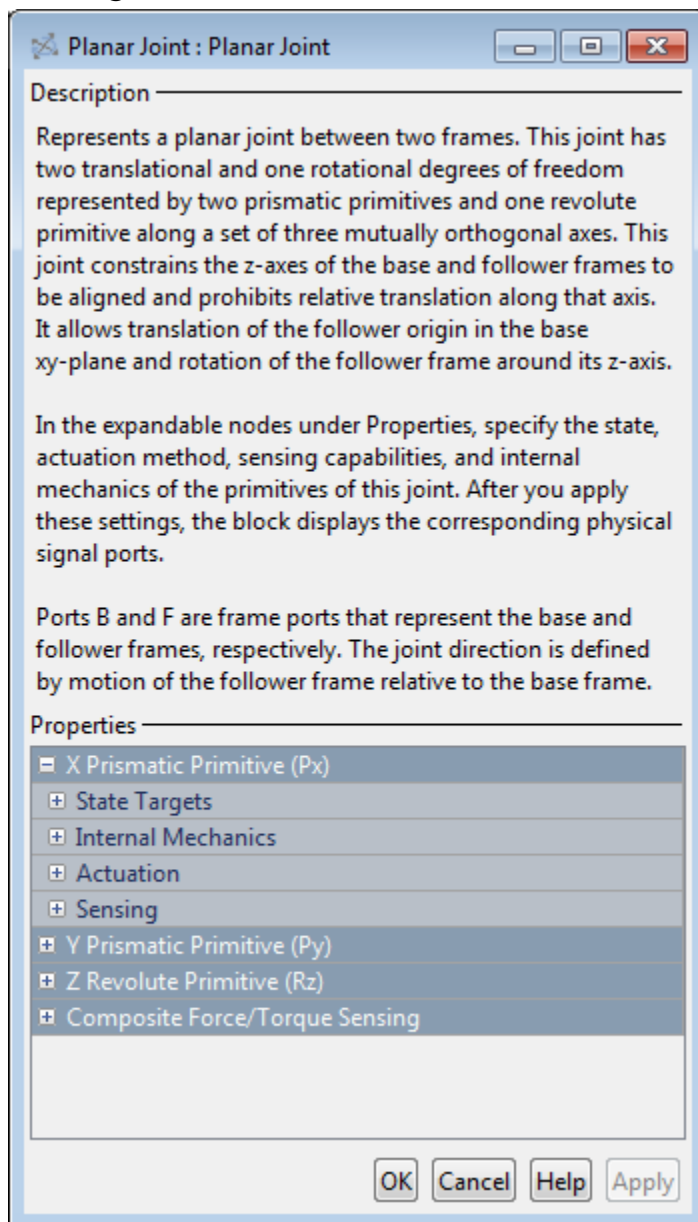 Planar Joint : Planar Joint
Description
Represents a planar joint between two frames. This joint has
two translational and one rotational degrees of freedom
represented by two prismatic primitives and one revolute
primitive along a set of three mutually orthogonal axes. This
joint constrains the z-axes of the base and follower frames to
be aligned and prohibits relative translation along that axis.
It allows translation of the follower origin in the base
xy-plane and rotation of the follower frame around its z-axis.
In the expandable nodes under Properties, specify the state,
actuation method, sensing capabilities, and internal
mechanics of the primitives of this joint. After you apply
these settings, the block displays the corresponding physical
signal ports.
Ports B and F are frame ports that represent the base and
follower frames, respectively. The joint direction is defined
by motion of the follower frame relative to the base frame.
Properties
X Prismatic Primitive (Px)
State Targets
Internal Mechanics
Actuation
Sensing
Y Prismatic Primitive (Py)
Z Revolute Primitive (Rz)
Composite Force/Torque Sensing
OK Cancel Help Apply